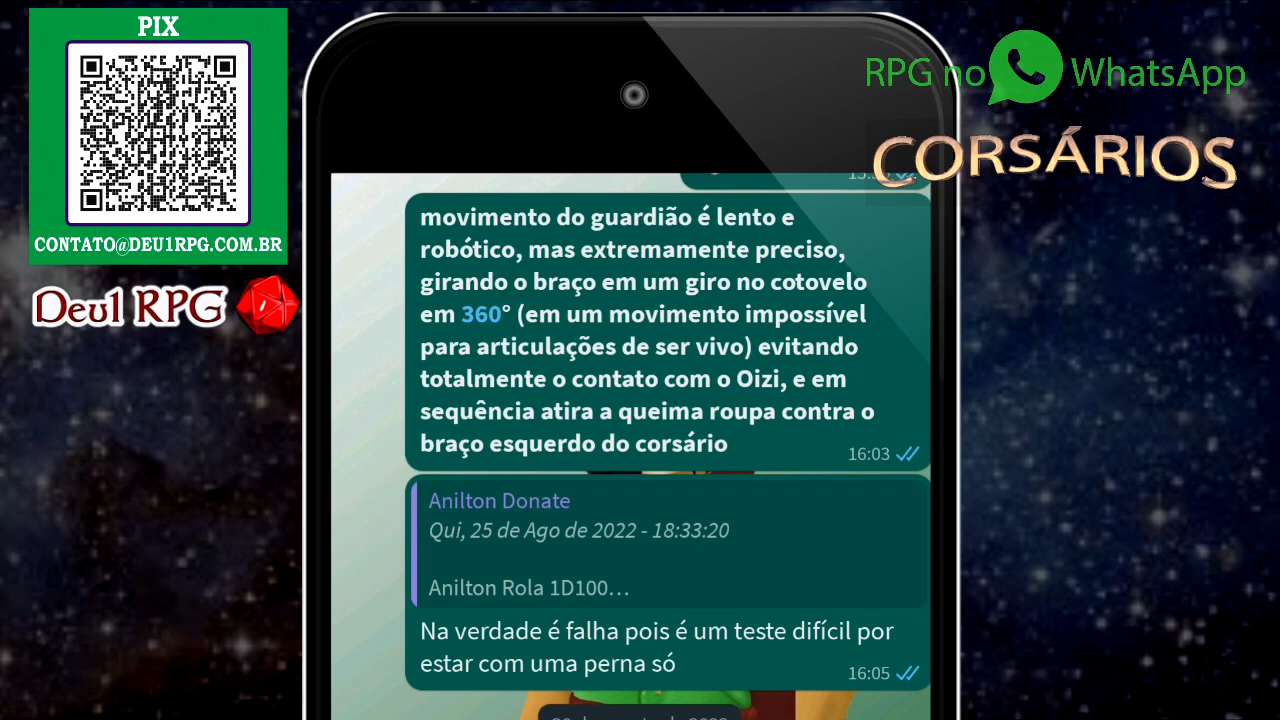 PIX
CONTATO@DEU1RPG.COM.BR
Deu1 RPG
RPG no WhatsApp
CORSÁRIOS
movimento do guardião é lento e
robótico, mas extremamente preciso,
girando o braço em um giro no cotovelo
em 360° (em um movimento impossível
para articulações de ser vivo) evitando
totalmente o contato com o Oizi, e em
sequência atira a queima roupa contra o
braço esquerdo do corsário
16:03
Anilton Donate
Qui, 25 de Ago de 2022 - 18:33:20
Anilton Rola 1D100...
Na verdade é falha pois é um teste difícil por
estar com uma perna só
16:05